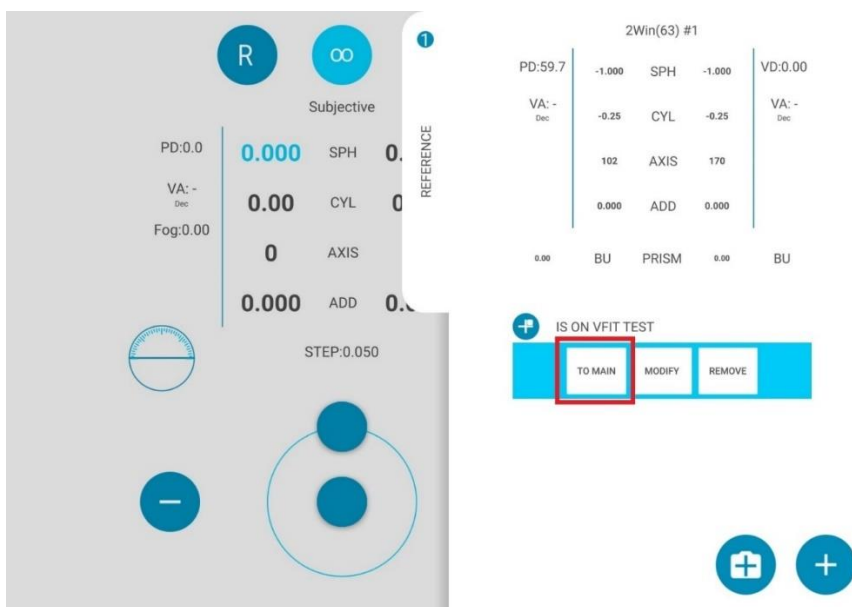 R ∞
Subjective
PD:0.0 0.000 SPH 0.
VA: -
Dec
0.00 CYL 0
Fog:0.00
0 AXIS
0.000 ADD 0.0
STEP:0.050
−
1
REFERENCE
2Win(63) #1
PD:59.7 -1.000 SPH -1.000 VD:0.00
VA: - -0.25 CYL -0.25 VA: -
Dec Dec
102 AXIS 170
0.000 ADD 0.000
0.00 BU PRISM 0.00 BU
IS ON VFIT TEST
TO MAIN MODIFY REMOVE
+